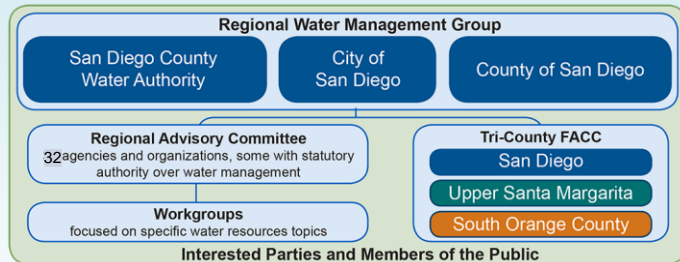 Regional Water Management Group
San Diego County
Water Authority
City of
San Diego
County of San Diego
Regional Advisory Committee
32 agencies and organizations, some with statutory
authority over water management
Workgroups
focused on specific water resources topics
Tri-County FACC
San Diego
Upper Santa Margarita
South Orange County
Interested Parties and Members of the Public